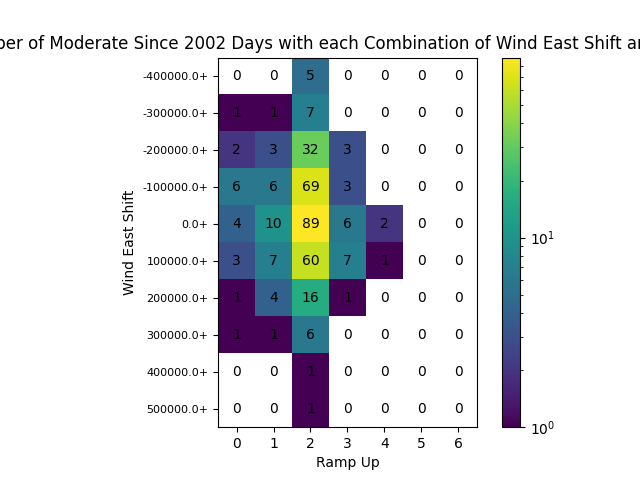 of Moderate Since 2002 Days with each Combination of Wind East Shift
-400000.0+ 0 0 5 0 0 0 0
-300000.0+ 1 1 7 0 0 0 0
-200000.0+ 2 3 32 3 0 0 0
-100000.0+ 6 6 69 3 0 0 0
0.0+ 4 10 89 6 2 0 0
100000.0+ 3 7 60 7 1 0 0
200000.0+ 1 4 16 1 0 0 0
300000.0+ 1 1 6 0 0 0 0
400000.0+ 0 0 1 0 0 0 0
500000.0+ 0 0 1 0 0 0 0
0 1 2 3 4 5 6
Ramp Up
Wind East Shift
10¹
10⁰